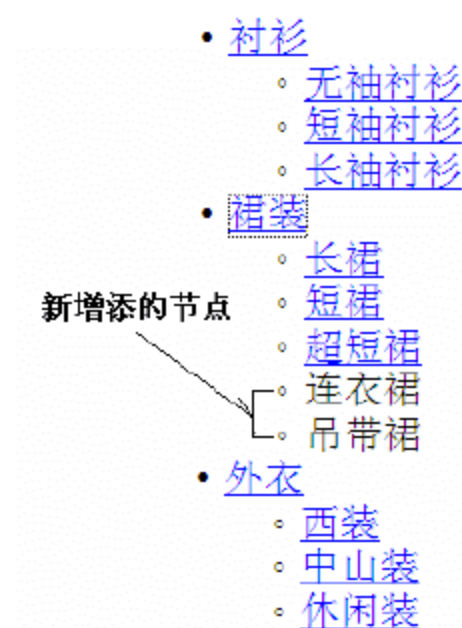 衬衫
无袖衬衫
短袖衬衫
长袖衬衫
裙装
长裙
新增添的节点
短裙
超短裙
连衣裙
吊带裙
外衣
西装
中山装
休闲装